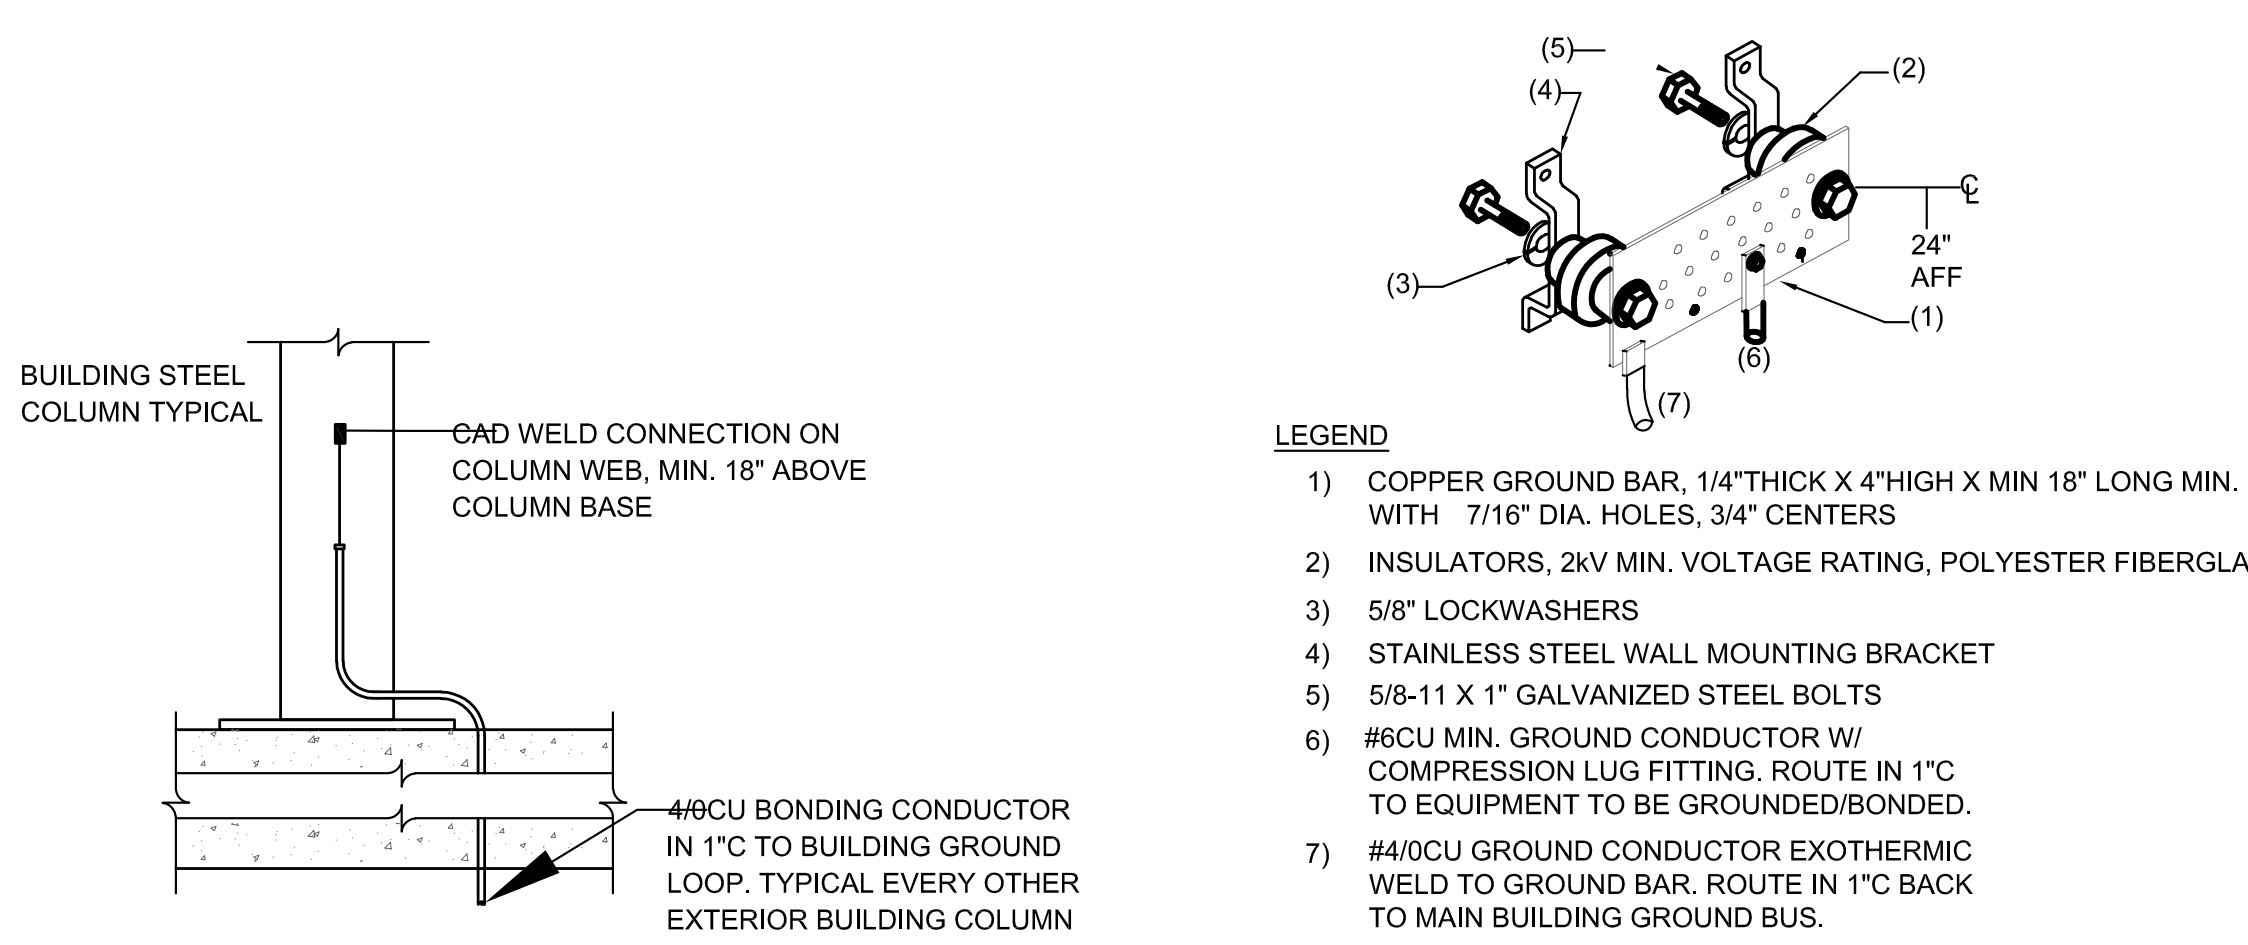 BUILDING STEEL
COLUMN TYPICAL
CAD WELD CONNECTION ON
COLUMN WEB, MIN. 18" ABOVE
COLUMN BASE
4/0CU BONDING CONDUCTOR
IN 1"C TO BUILDING GROUND
LOOP. TYPICAL EVERY OTHER
EXTERIOR BUILDING COLUMN
(5)
(4)
(2)
(3)
℄
24"
AFF
(1)
(6)
(7)
LEGEND
1) COPPER GROUND BAR, 1/4"THICK X 4"HIGH X MIN 18" LONG MIN.
WITH 7/16" DIA. HOLES, 3/4" CENTERS
2) INSULATORS, 2kV MIN. VOLTAGE RATING, POLYESTER FIBERGLA
3) 5/8" LOCKWASHERS
4) STAINLESS STEEL WALL MOUNTING BRACKET
5) 5/8-11 X 1" GALVANIZED STEEL BOLTS
6) #6CU MIN. GROUND CONDUCTOR W/
COMPRESSION LUG FITTING. ROUTE IN 1"C
TO EQUIPMENT TO BE GROUNDED/BONDED.
7) #4/0CU GROUND CONDUCTOR EXOTHERMIC
WELD TO GROUND BAR. ROUTE IN 1"C BACK
TO MAIN BUILDING GROUND BUS.